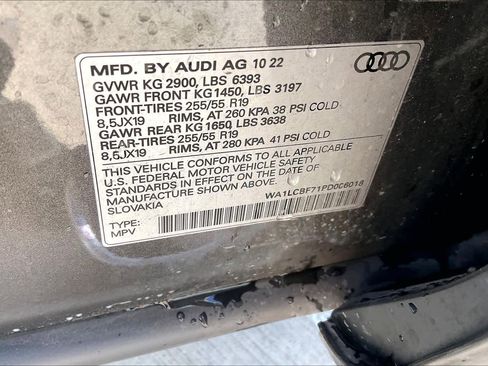 MFD. BY AUDI AG 10 22
GVWR KG 2900, LBS 6393
GAWR FRONT KG 1450, LBS 3197
FRONT-TIRES 255/55 R19
8,5JX19 RIMS, AT 260 KPA 38 PSI COLD
GAWR REAR KG 1650 LBS 3638
REAR-TIRES 255/55 R19
8,5JX19 RIMS, AT 280 KPA 41 PSI COLD
THIS VEHICLE CONFORMS TO ALL APPLICABLE
U.S. FEDERAL MOTOR VEHICLE SAFETY
STANDARDS IN EFFECT ON THE DATE OF
MANUFACTURE SHOWN ABOVE.
SLOVAKIA
WA1LCBF71PD006018
TYPE:
MPV